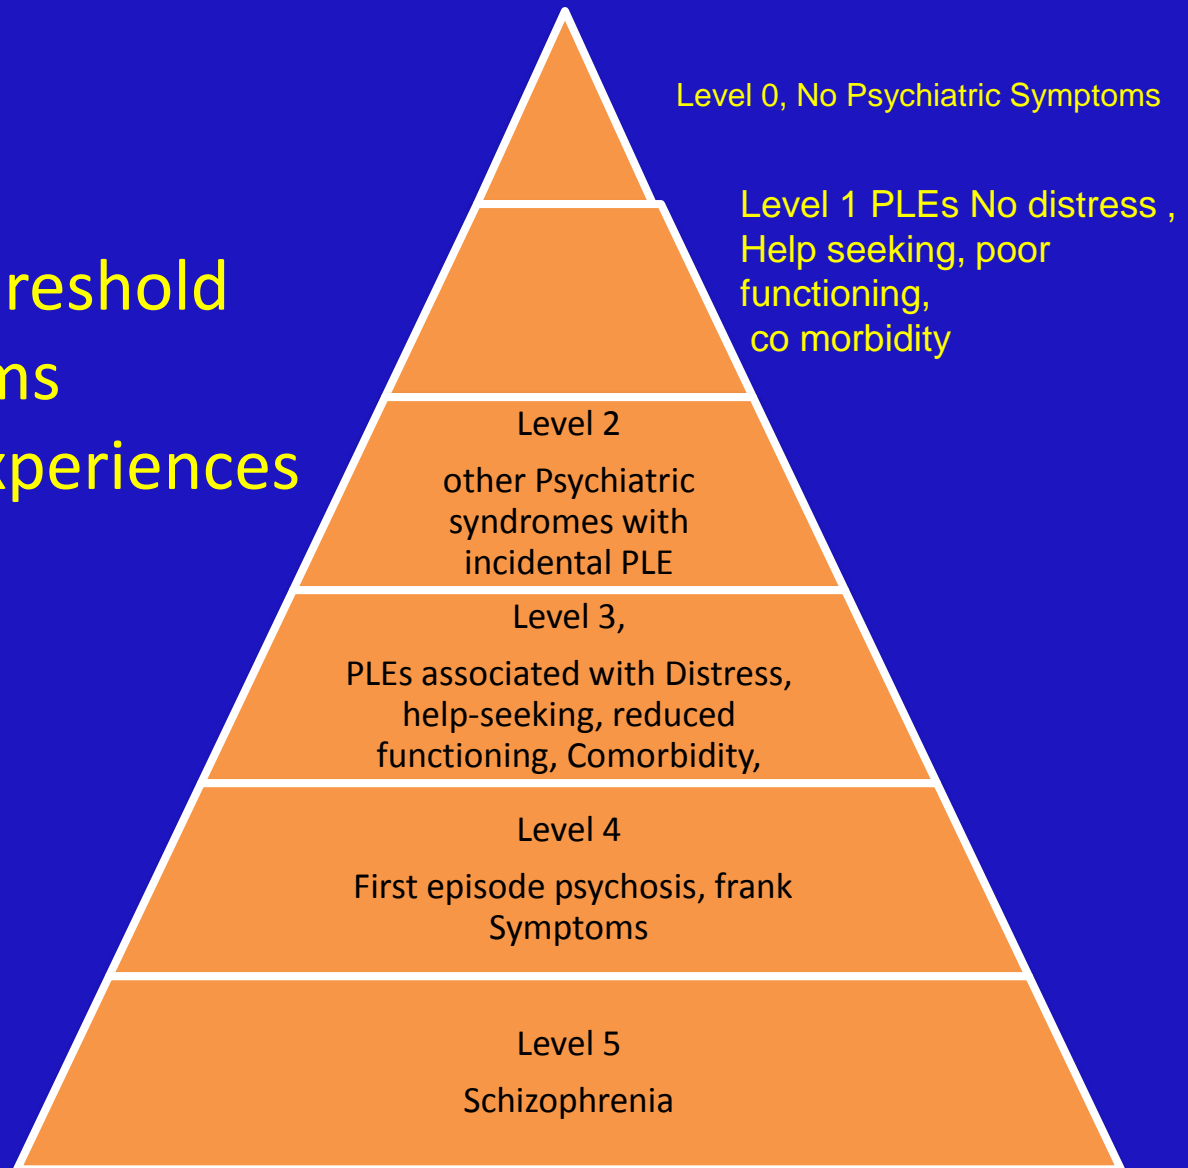 Level 0, No Psychiatric Symptoms
Level 1 PLEs No distress ,
Help seeking, poor
functioning,
co morbidity
reshold
ms
xperiences
Level 2
other Psychiatric
syndromes with
incidental PLE
Level 3,
PLEs associated with Distress,
help-seeking, reduced
functioning, Comorbidity,
Level 4
First episode psychosis, frank
Symptoms
Level 5
Schizophrenia